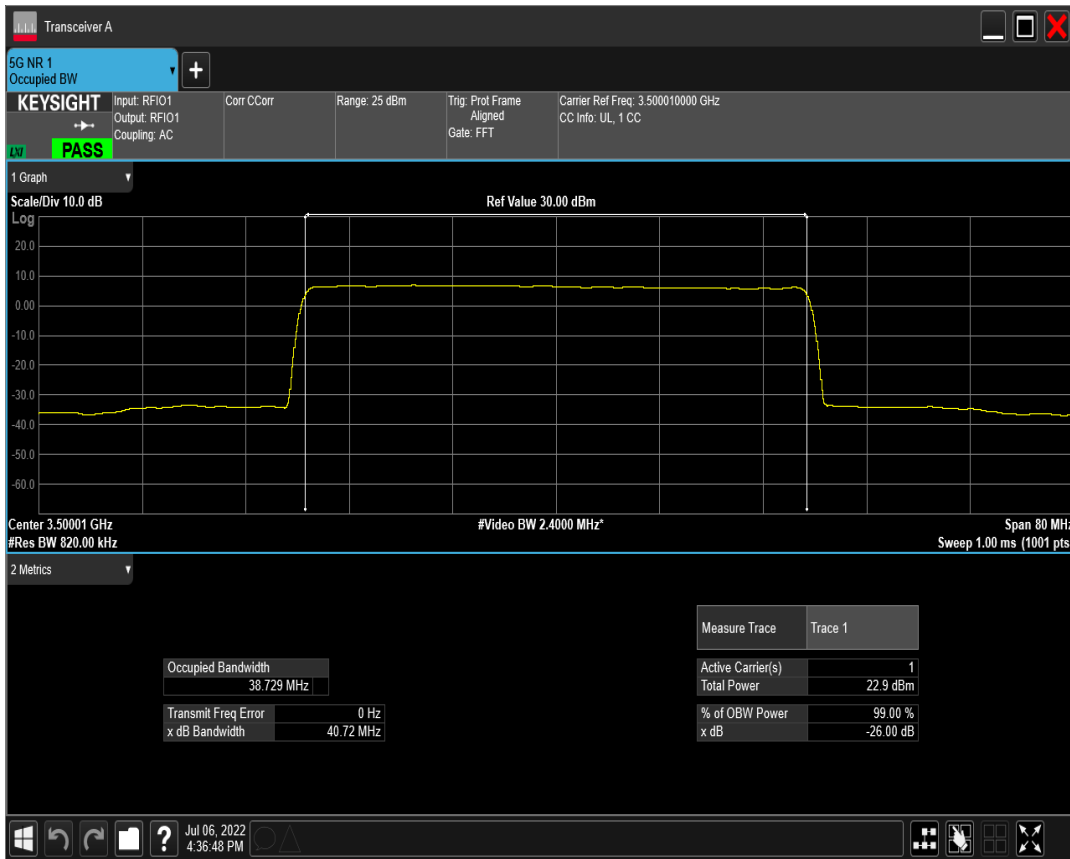 Transceiver A
5G NR 1
Occupied BW
KEYSIGHT
LXI
PASS
Input: RFIO1
Output: RFIO1
Coupling: AC
Corr CCorr
Range: 25 dBm
Trig: Prot Frame
Aligned
Gate: FFT
Carrier Ref Freq: 3.500010000 GHz
CC Info: UL, 1 CC
1 Graph
Scale/Div 10.0 dB
Ref Value 30.00 dBm
Log
20.0
10.0
0.00
-10.0
-20.0
-30.0
-40.0
-50.0
-60.0
Center 3.50001 GHz
#Video BW 2.4000 MHz*
Span 80 MHz
#Res BW 820.00 kHz
Sweep 1.00 ms (1001 pts
2 Metrics
Measure Trace Trace 1
Occupied Bandwidth
38.729 MHz
Transmit Freq Error 0 Hz
x dB Bandwidth 40.72 MHz
Active Carrier(s) 1
Total Power 22.9 dBm
% of OBW Power 99.00 %
x dB -26.00 dB
?
Jul 06, 2022
4:36:48 PM